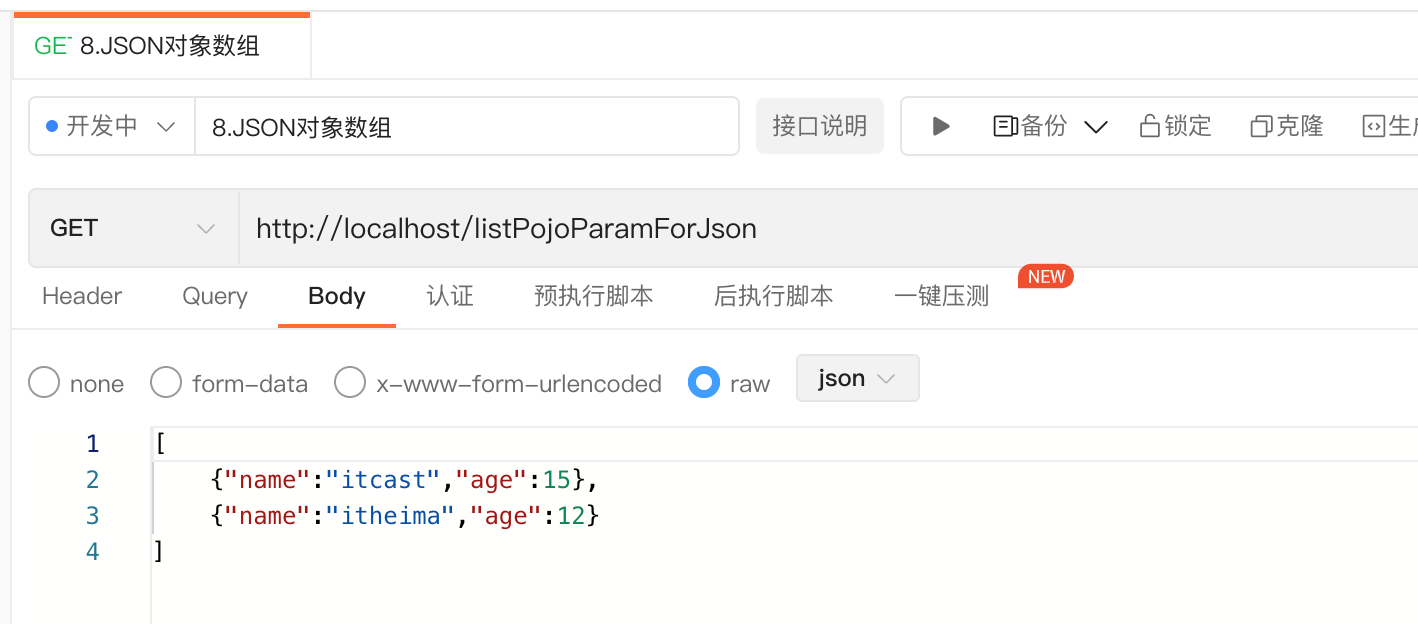 GET 8.JSON对象数组
开发中 8.JSON对象数组 接口说明 备份 锁定 克隆
GET http://localhost/listPojoParamForJson
NEW
Header Query Body 认证 预执行脚本 后执行脚本 一键压测
none form-data x-www-form-urlencoded raw json
1 [
2 {"name":"itcast","age":15},
3 {"name":"itheima","age":12}
4 ]